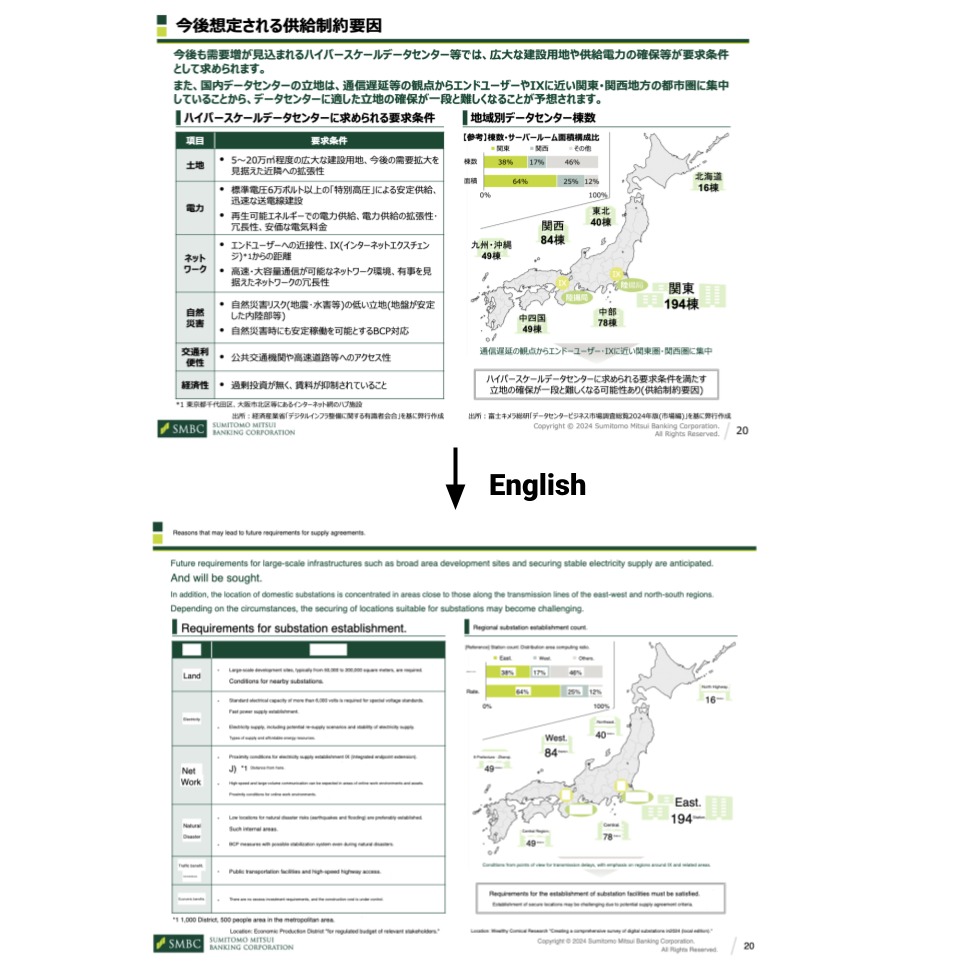 今後想定される供給制約要因
今後も需要増が見込まれるハイパースケールデータセンター等では、広大な建設用地や供給電力の確保等が要求条件
として求められます。
また、国内データセンターの立地は、通信遅延等の観点からエンドユーザーやIXに近い関東・関西地方の都市圏に集中
していることから、データセンターに適した立地の確保が一段と難しくなることが予想されます。
ハイパースケールデータセンターに求められる要求条件
項目 要求条件
土地
• 5～20万㎡程度の広大な建設用地、今後の需要拡大を
見据えた近隣への拡張性
電力
• 標準電圧6万ボルト以上の「特別高圧」による安定供給、
迅速な送電線建設
• 再生可能エネルギーでの電力供給、電力供給の拡張性・
冗長性、安価な電気料金
ネット
ワーク
• エンドユーザーへの近接性、IX(インターネットエクスチェン
ジ)*1からの距離
• 高速・大容量通信が可能なネットワーク環境、有事を見
据えたネットワークの冗長性
自然
災害
• 自然災害リスク(地震・水害等)の低い立地(地盤が安定
した内陸部等)
• 自然災害時にも安定稼働を可能とするBCP対応
交通利
便性
• 公共交通機関や高速道路等へのアクセス性
経済性
• 過剰投資が無く、賃料が抑制されていること
*1 東京都千代田区、大阪市北区等にあるインターネット網のハブ施設
出所：経済産業省「デジタルインフラ整備に関する有識者会合」を基に弊行作成
地域別データセンター棟数
【参考】棟数・サーバールーム面積構成比
関東 関西 その他
棟数 38% 17% 46%
面積 64% 25% 12%
0% 100%
北海道
16棟
東北
40棟
関西
84棟
九州・沖縄
49棟
IX
IX
陸揚局
陸揚局
関東
194棟
中四国
49棟
中部
78棟
通信遅延の観点からエンドーユーザー・IXに近い関東圏・関西圏に集中
ハイパースケールデータセンターに求められる要求条件を満たす
立地の確保が一段と難しくなる可能性あり(供給制約要因)
出所：富士キメラ総研「データセンタービジネス市場調査総覧2024年版(市場編)」を基に弊行作成
SMBC SUMITOMO MITSUI
BANKING CORPORATION
Copyright © 2024 Sumitomo Mitsui Banking Corporation.
All Rights Reserved.
20
English
Reasons that may lead to future requirements for supply agreements.
Future requirements for large-scale infrastructures such as broad area development sites and securing stable electricity supply are anticipated.
And will be sought.
In addition, the location of domestic substations is concentrated in areas close to those along the transmission lines of the east-west and north-south regions.
Depending on the circumstances, the securing of locations suitable for substations may become challenging.
Requirements for substation establishment.
Land
• Large-scale development sites, typically from 50,000 to 200,000 square meters, are required.
Conditions for nearby substations.
Electricity
• Standard electrical capacity of more than 6,000 volts is required for special voltage standards.
Fast power supply establishment.
• Electricity supply, including potential re-supply scenarios and stability of electricity supply.
Types of supply and affordable energy resources.
Net
Work
• Proximity conditions for electricity supply establishment IX (integrated endpoint extension).
J) *1 Distance from here.
• High-speed and large-volume communication can be expected in areas of online work environments and assets.
Proximity conditions for online work environments.
Natural
Disaster
• Low locations for natural disaster risks (earthquakes and flooding) are preferably established.
Such internal areas.
• BCP measures with possible stabilization system even during natural disasters.
Traffic benefit
• Public transportation facilities and high-speed highway access.
Economic benefits
• There are no excess investment requirements, and the construction cost is under control.
*1 1,000 District, 500 people area in the metropolitan area.
Location: Economic Production District "for regulated budget of relevant stakeholders."
Regional substation establishment count.
[Reference] Station count: Distribution area computing ratio.
East. West. Others.
38% 17% 46%
Rate. 64% 25% 12%
0% 100%
North Highway.
16
Northeast.
40
West.
84
49
East.
194
Central Region.
49
Central.
78
Conditions from points of view for transmission delays, with emphasis on regions around IX and related areas.
Requirements for the establishment of substation facilities must be satisfied.
Establishment of secure locations may be challenging due to potential supply agreement criteria.
Location: Wealthy Comical Research "Creating a comprehensive survey of digital substations in2024 (local edition)."
SMBC SUMITOMO MITSUI
BANKING CORPORATION
Copyright © 2024 Sumitomo Mitsui Banking Corporation.
All Rights Reserved.
20